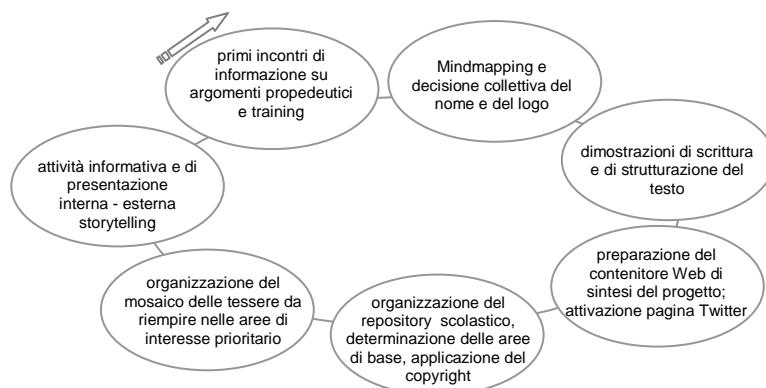 primi incontri di
informazione su
argomenti propedeutici
e training
Mindmapping e
decisione collettiva del
nome e del logo
dimostrazioni di scrittura
e di strutturazione del
testo
preparazione del
contenitore Web di
sintesi del progetto;
attivazione pagina Twitter
organizzazione del
repository scolastico,
determinazione delle aree
di base, applicazione del
copyright
organizzazione del
mosaico delle tessere da
riempire nelle aree di
interesse prioritario
attività informativa e di
presentazione
interna - esterna
storytelling